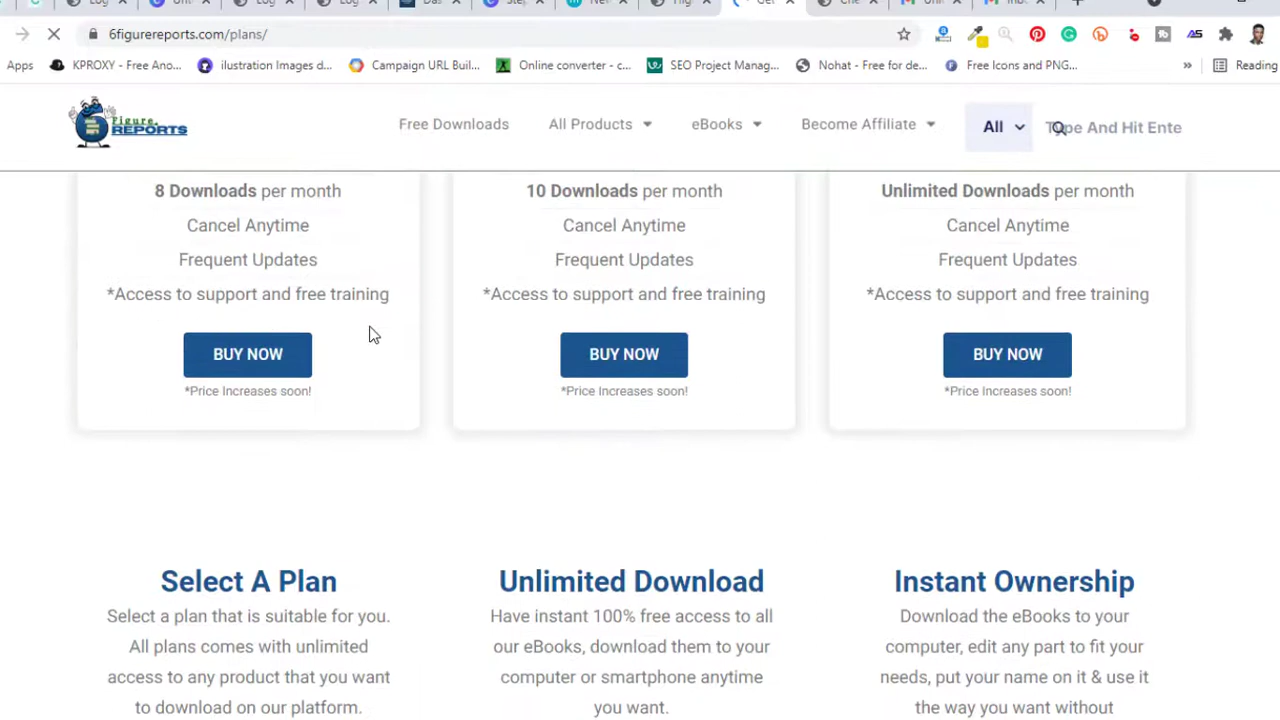 6figurereports.com/plans/
Apps KPROXY - Free Ano... ilustration Images d... Campaign URL Buil... Online converter - c... SEO Project Manag... Nohat - Free for de... Free Icons and PNG... » Reading
Figure
REPORTS
Free Downloads All Products eBooks Become Affiliate All Type And Hit Ente
8 Downloads per month
Cancel Anytime
Frequent Updates
*Access to support and free training
BUY NOW
*Price Increases soon!
10 Downloads per month
Cancel Anytime
Frequent Updates
*Access to support and free training
BUY NOW
*Price Increases soon!
Unlimited Downloads per month
Cancel Anytime
Frequent Updates
*Access to support and free training
BUY NOW
*Price Increases soon!
Select A Plan
Select a plan that is suitable for you.
All plans comes with unlimited
access to any product that you want
to download on our platform.
Unlimited Download
Have instant 100% free access to all
our eBooks, download them to your
computer or smartphone anytime
you want.
Instant Ownership
Download the eBooks to your
computer, edit any part to fit your
needs, put your name on it & use it
the way you want without